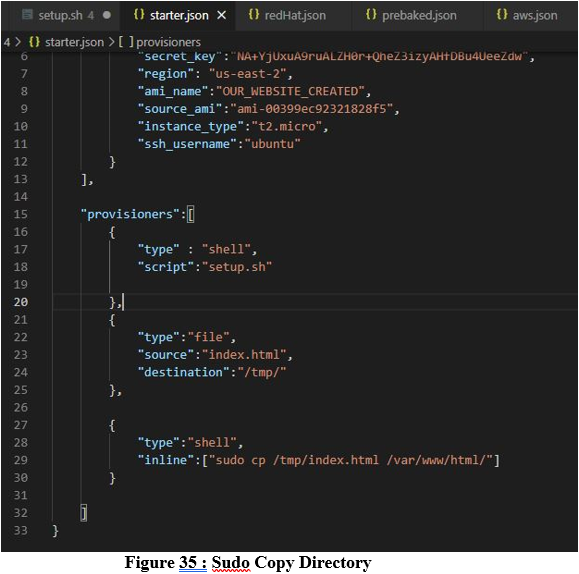 setup.sh 4
starter.json
redHat.json
prebaked.json
aws.json
4 > starter.json > [ ] provisioners
6 "secret_key":
7 "region": "us-east-2",
8 "ami_name":"OUR_WEBSITE_CREATED",
9 "source_ami":"ami-00399ec92321828f5",
10 "instance_type":"t2.micro",
11 "ssh_username":"ubuntu"
12 }
13 ],
14
15 "provisioners":[
16 {
17 "type" : "shell",
18 "script":"setup.sh"
19
20 },
21 {
22 "type":"file",
23 "source":"index.html",
24 "destination":"/tmp/"
25 },
26
27 {
28 "type":"shell",
29 "inline":["sudo cp /tmp/index.html /var/www/html/"]
30 }
31
32 ]
33 }
Figure 35 : Sudo Copy Directory